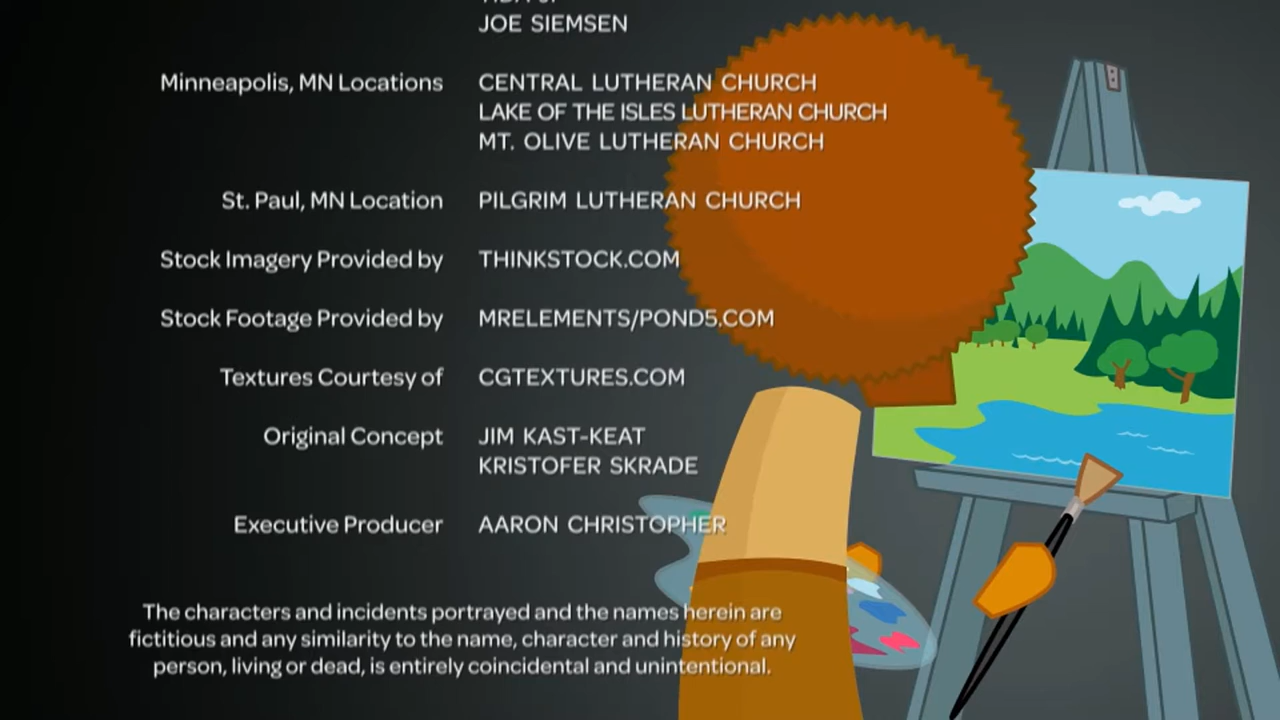 JOE SIEMSEN
Minneapolis, MN Locations CENTRAL LUTHERAN CHURCH
LAKE OF THE ISLES LUTHERAN CHURCH
MT. OLIVE LUTHERAN CHURCH
St. Paul, MN Location PILGRIM LUTHERAN CHURCH
Stock Imagery Provided by THINKSTOCK.COM
Stock Footage Provided by MRELEMENTS/POND5.COM
Textures Courtesy of CGTEXTURES.COM
Original Concept JIM KAST-KEAT
KRISTOFER SKRADE
Executive Producer AARON CHRISTOPHER
The characters and incidents portrayed and the names herein are
fictitious and any similarity to the name, character and history of any
person, living or dead, is entirely coincidental and unintentional.